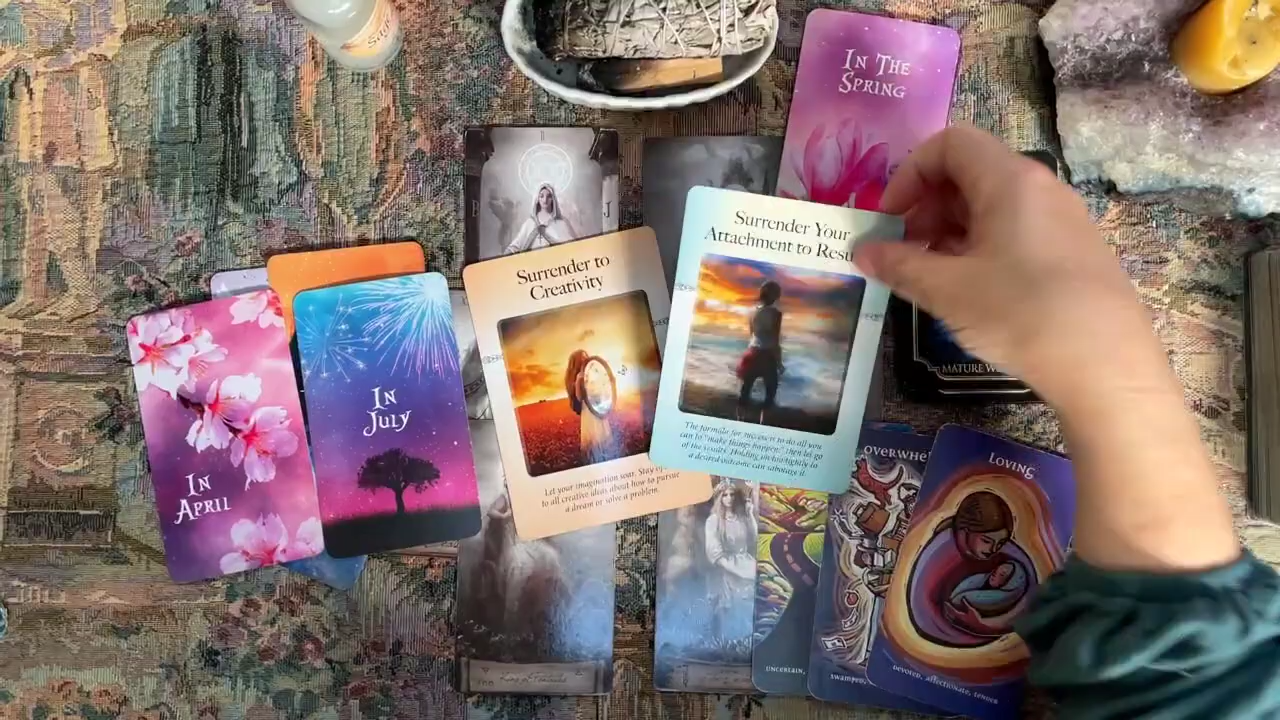 IN THE
SPRING
B
J
Surrender Your
Attachment to Resu
Surrender to
Creativity
IN
JULY
IN
APRIL
MATURE W
The formula for success is to do all you
can to "make things happen," then let go
of the results. Holding on too tightly to
a desired outcome can sabotage it.
Let your imagination soar. Stay
to all creative ideas about how to pursue
a dream or solve a problem.
OVERWHE
LOVING
UNCERTAIN,
SWAMPED,
DEVOTED, AFFECTIONATE, TENDER
King of Pentacles